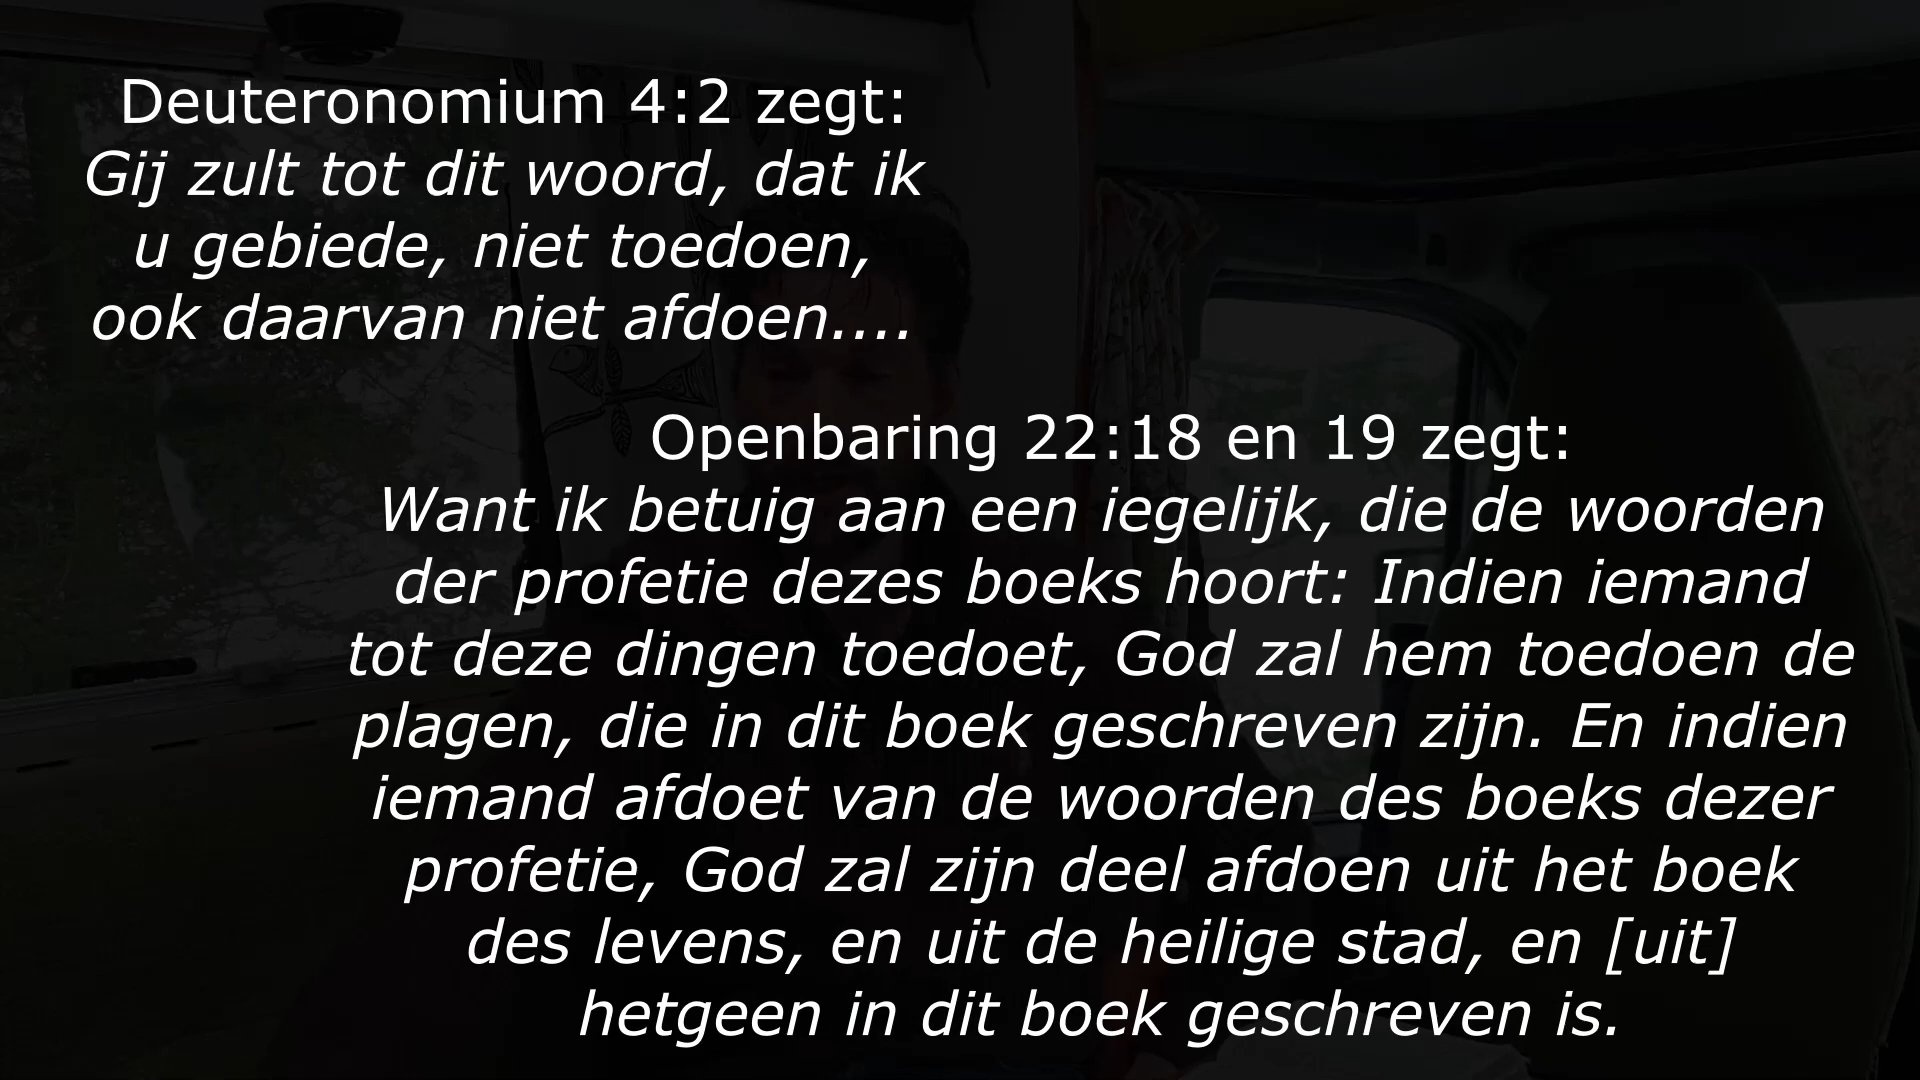 Deuteronomium 4:2 zegt:
Gij zult tot dit woord, dat ik
u gebiede, niet toedoen,
ook daarvan niet afdoen....
Openbaring 22:18 en 19 zegt:
Want ik betuig aan een iegelijk, die de woorden
der profetie dezes boeks hoort: Indien iemand
tot deze dingen toedoet, God zal hem toedoen de
plagen, die in dit boek geschreven zijn. En indien
iemand afdoet van de woorden des boeks dezer
profetie, God zal zijn deel afdoen uit het boek
des levens, en uit de heilige stad, en [uit]
hetgeen in dit boek geschreven is.